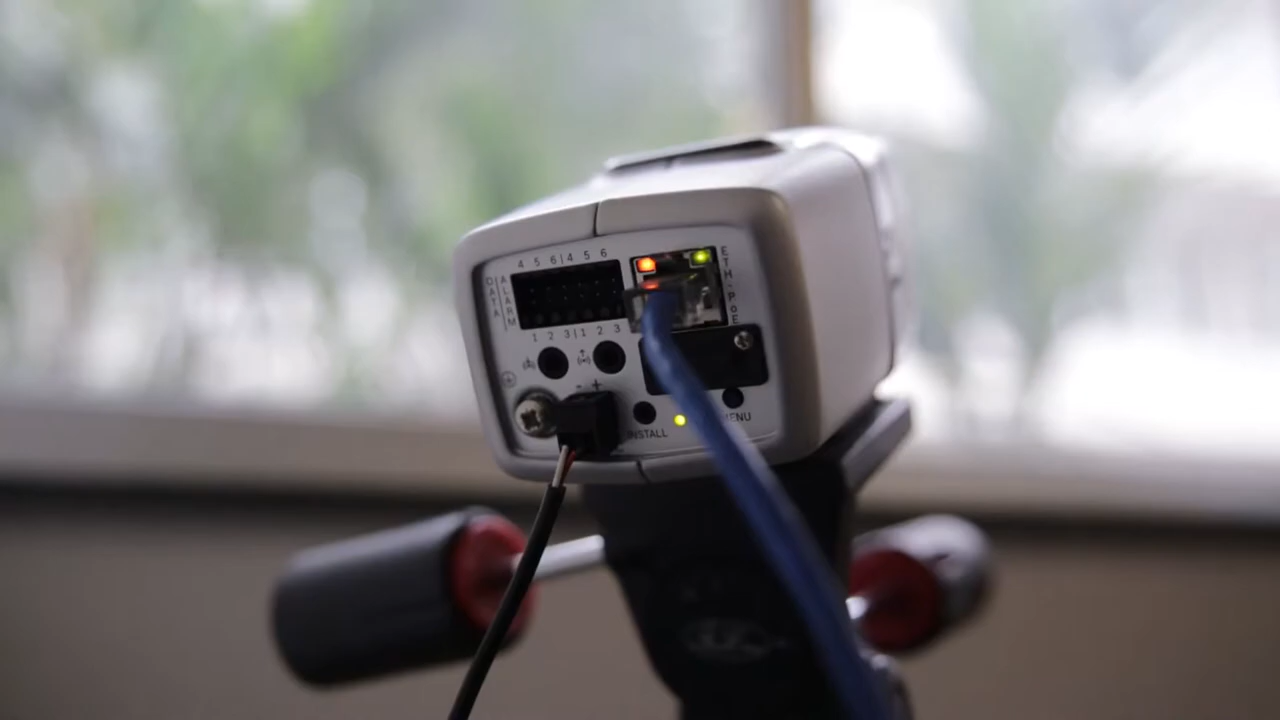 4 5 6|4 5 6
DATA
ALARM
ETH-PoE
1 2 3|1 2 3
- +
INSTALL
MENU